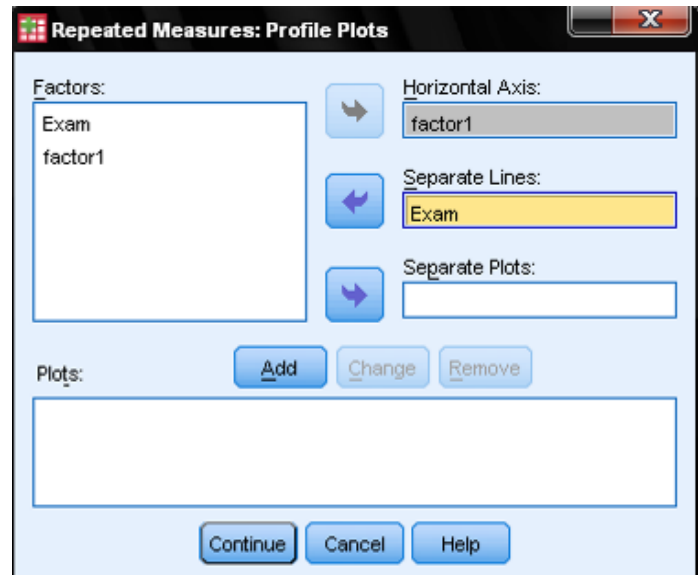 Repeated Measures: Profile Plots
Factors:
Exam
factor1
Horizontal Axis:
factor1
Separate Lines:
Exam
Separate Plots:
Plots:
Add
Change
Remove
Continue
Cancel
Help